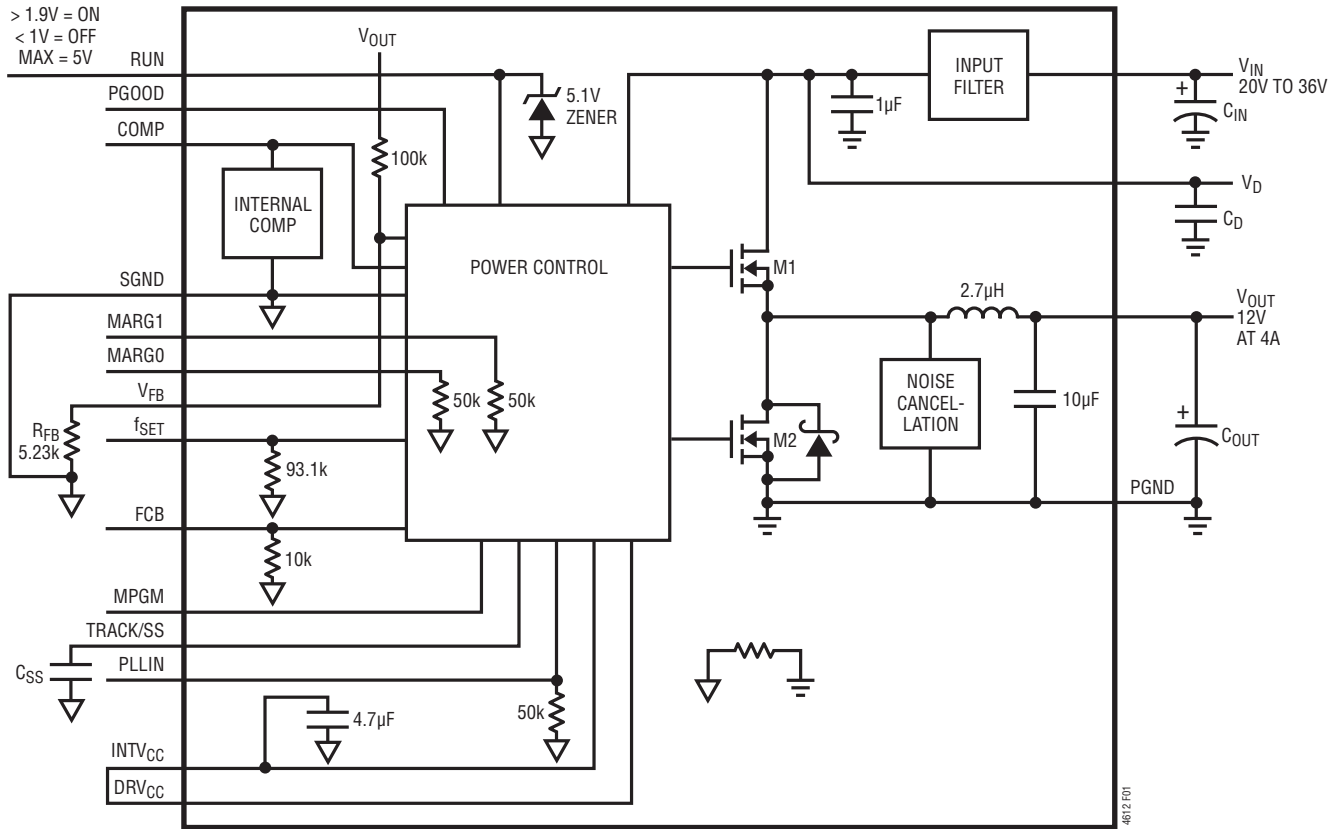 > 1.9V = ON
< 1V = OFF
MAX = 5V
RUN
PGOOD
COMP
SGND
MARG1
MARG0
VFB
fSET
FCB
MPGM
TRACK/SS
PLLIN
INTVCC
DRVCC
RFB
5.23k
CSS
VOUT
100k
5.1V
ZENER
INTERNAL
COMP
POWER CONTROL
50k
50k
93.1k
10k
4.7µF
50k
1µF
INPUT
FILTER
M1
M2
2.7µH
NOISE
CANCEL-
LATION
10µF
VIN
20V TO 36V
+
CIN
VD
CD
VOUT
12V
AT 4A
+
COUT
PGND
4612 F01